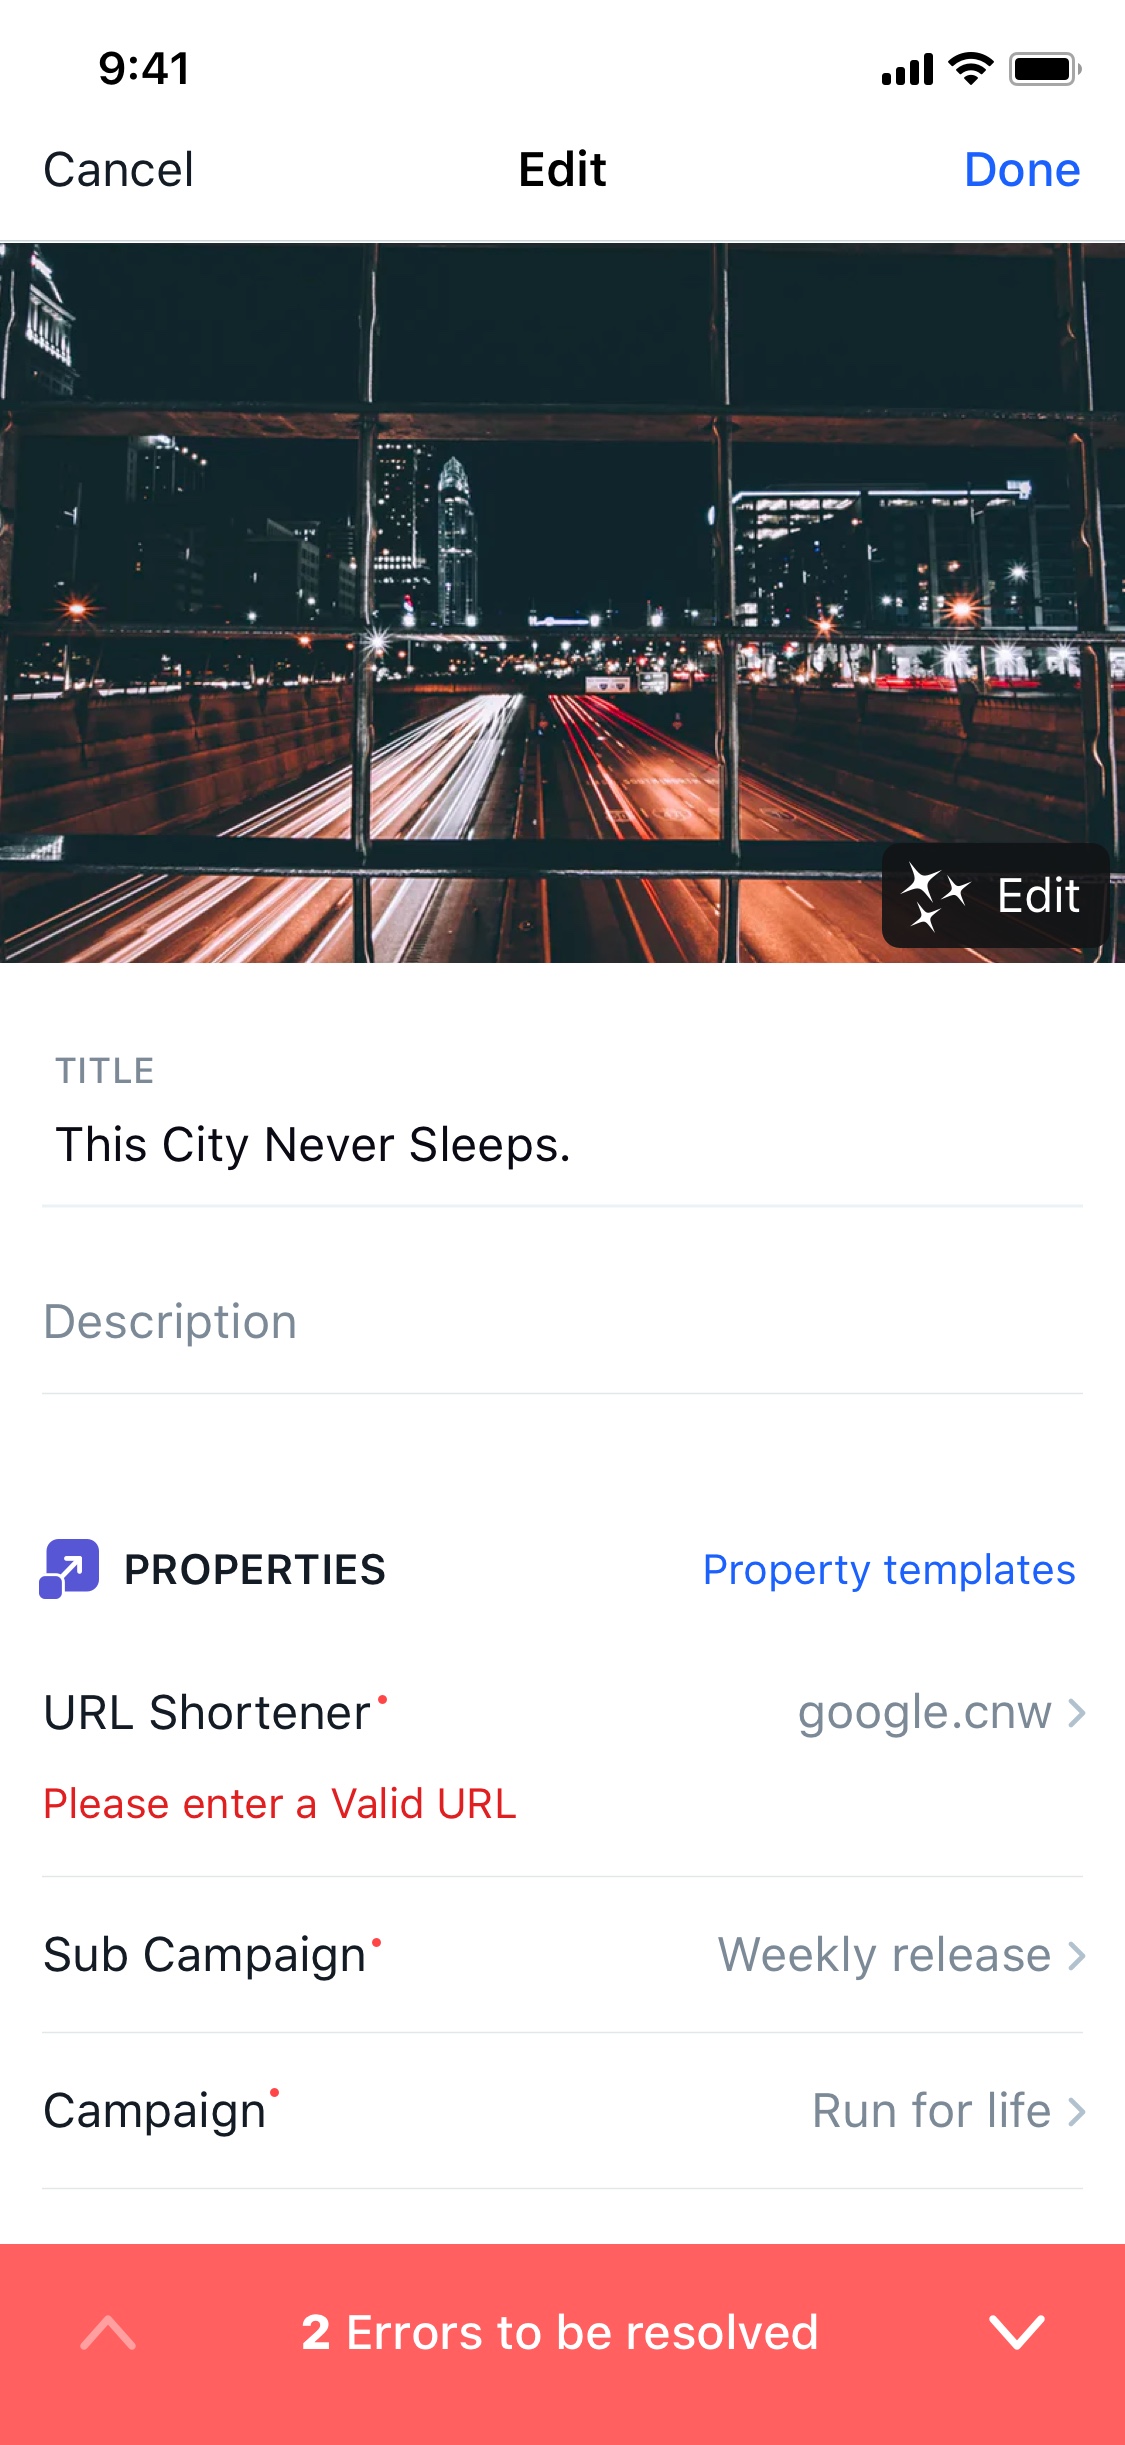 9:41
Cancel Edit Done
Edit
TITLE
This City Never Sleeps.
Description
PROPERTIES Property templates
URL Shortener google.cnw
Please enter a Valid URL
Sub Campaign Weekly release
Campaign Run for life
2 Errors to be resolved